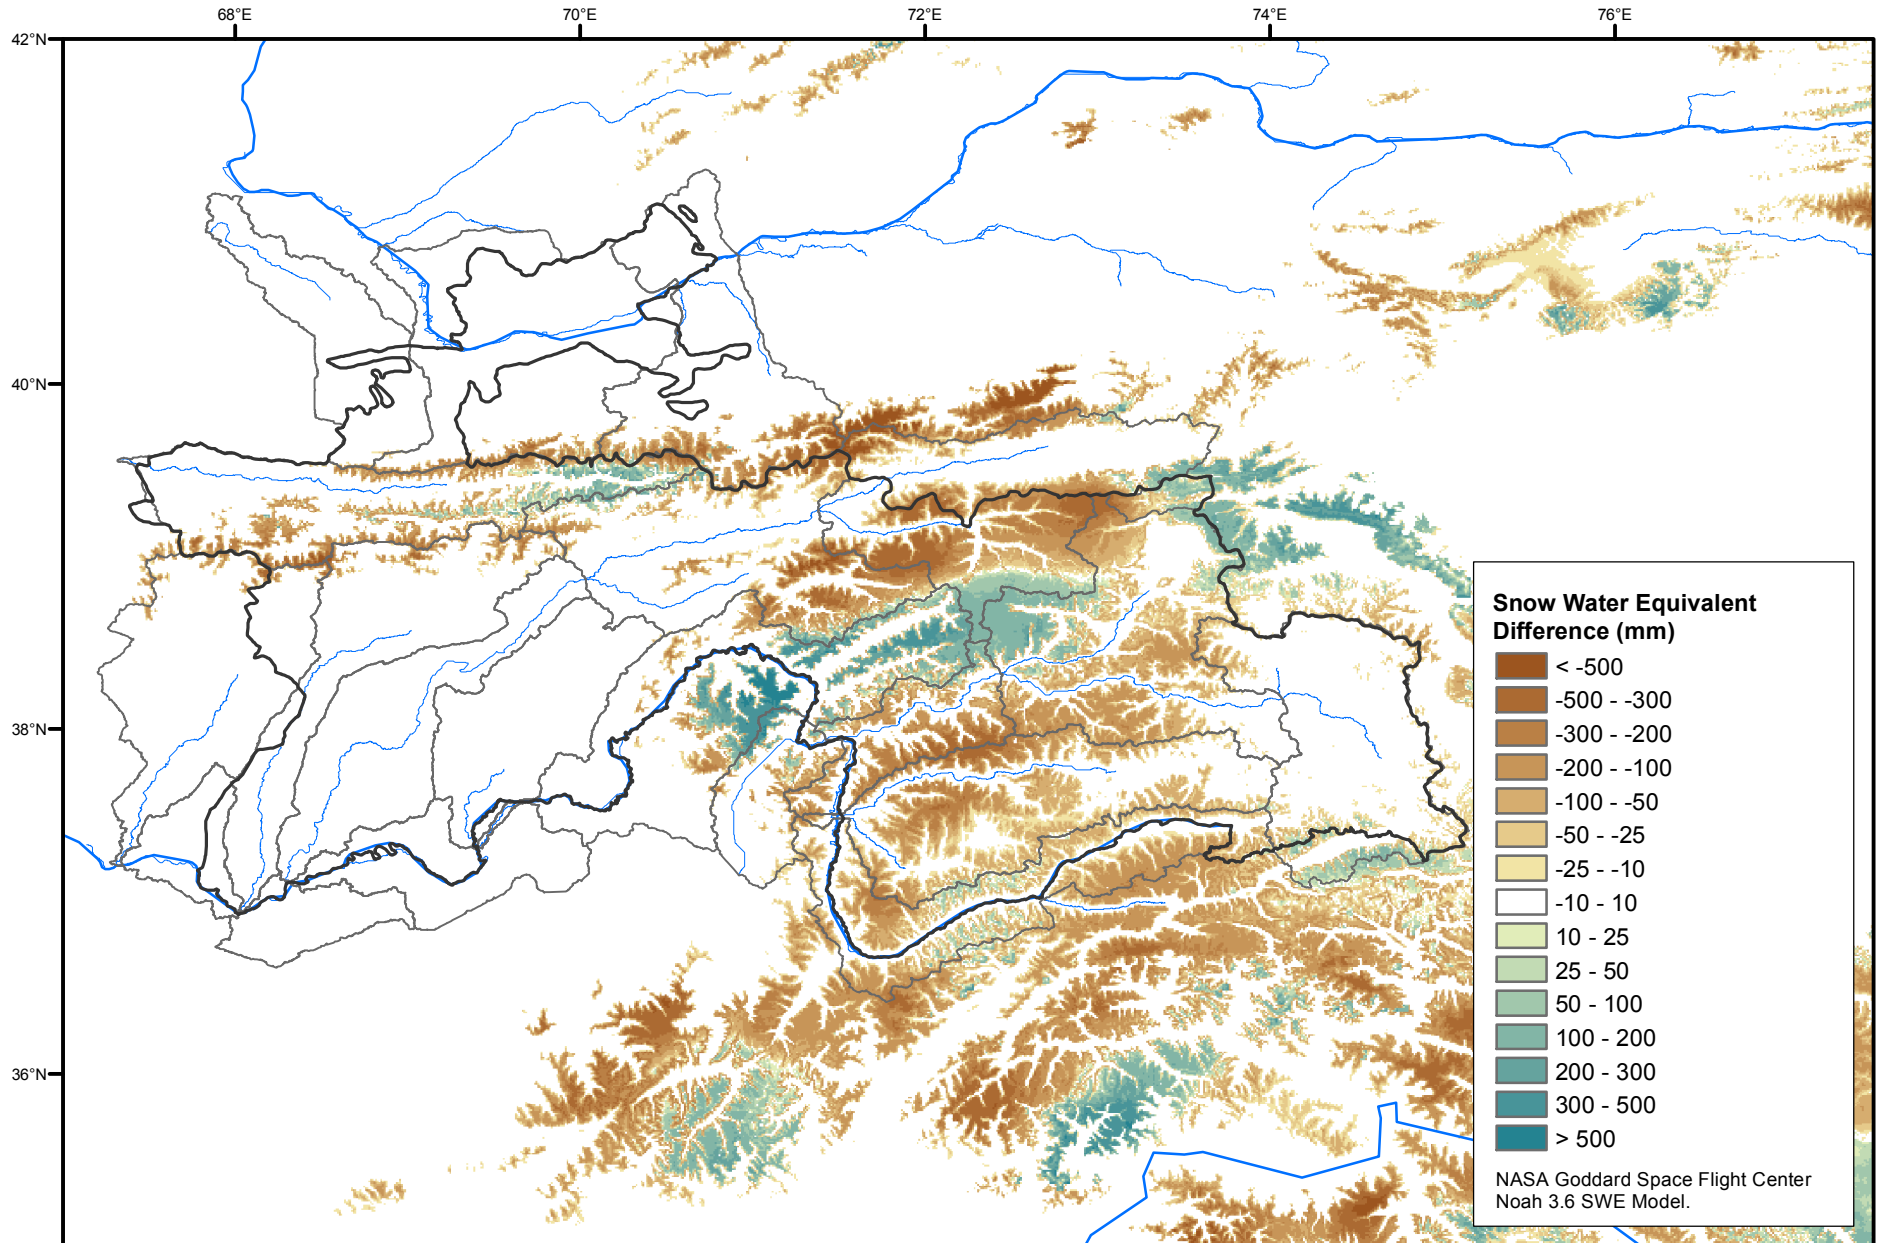 68°E
70°E
72°E
74°E
76°E
42°N
40°N
38°N
36°N
Snow Water Equivalent
Difference (mm)
< -500
-500 - -300
-300 - -200
-200 - -100
-100 - -50
-50 - -25
-25 - -10
-10 - 10
10 - 25
25 - 50
50 - 100
100 - 200
200 - 300
300 - 500
> 500
NASA Goddard Space Flight Center
Noah 3.6 SWE Model.